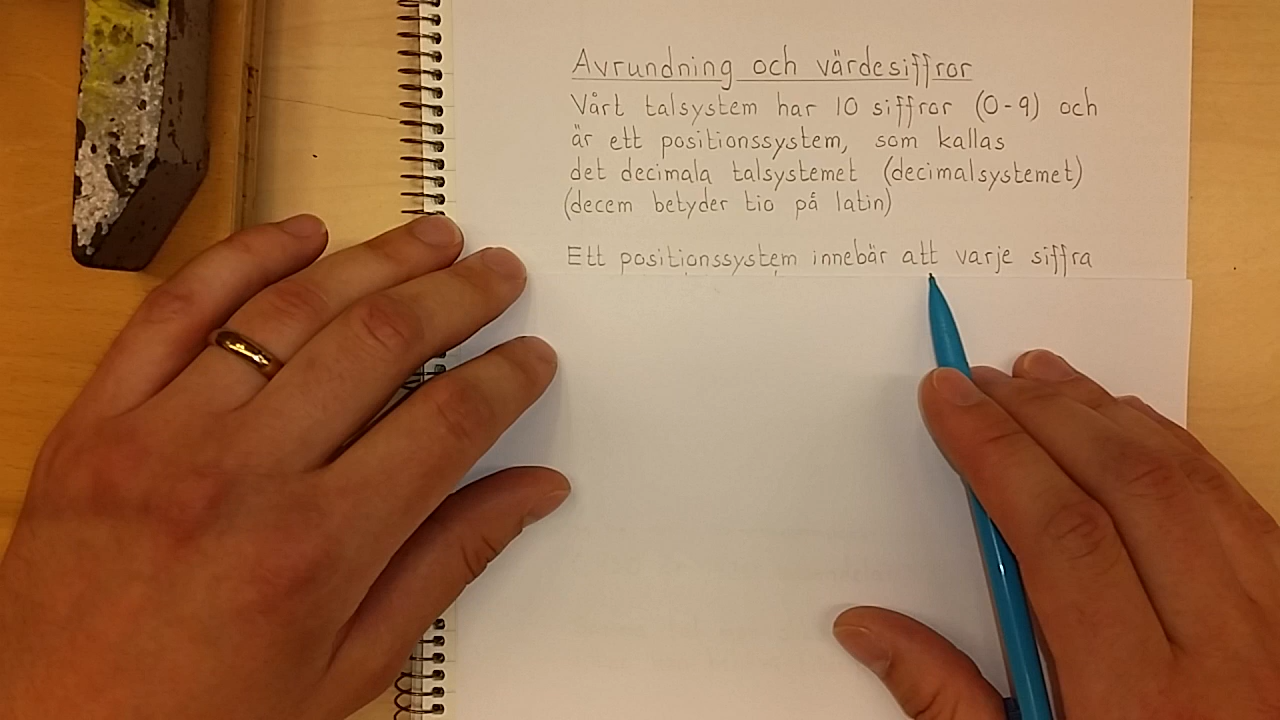 Avrundning och värdesiffror
Vårt talsystem har 10 siffror (0-9) och
är ett positionssystem, som kallas
det decimala talsystemet (decimalsystemet)
(decem betyder tio på latin)
Ett positionssystem innebär att varje siffra